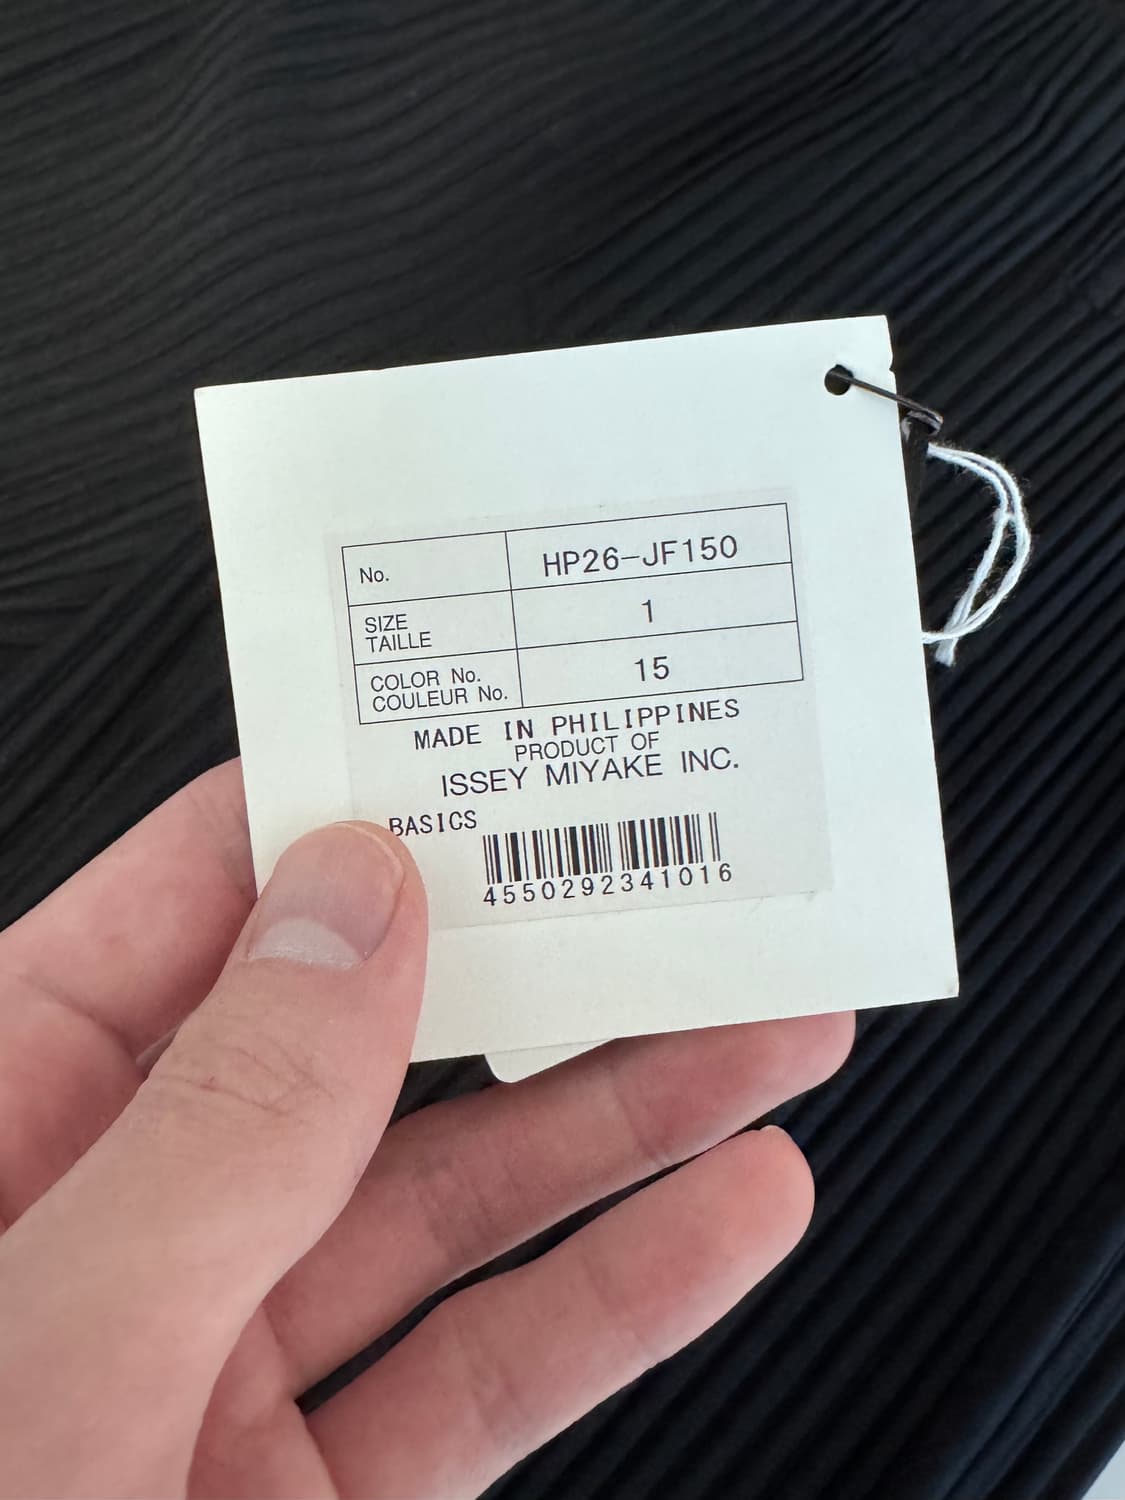 No. HP26-JF150
SIZE
TAILLE 1
COLOR No.
COULEUR No. 15
MADE IN PHILIPPINES
PRODUCT OF
ISSEY MIYAKE INC.
BASICS
4550292341016